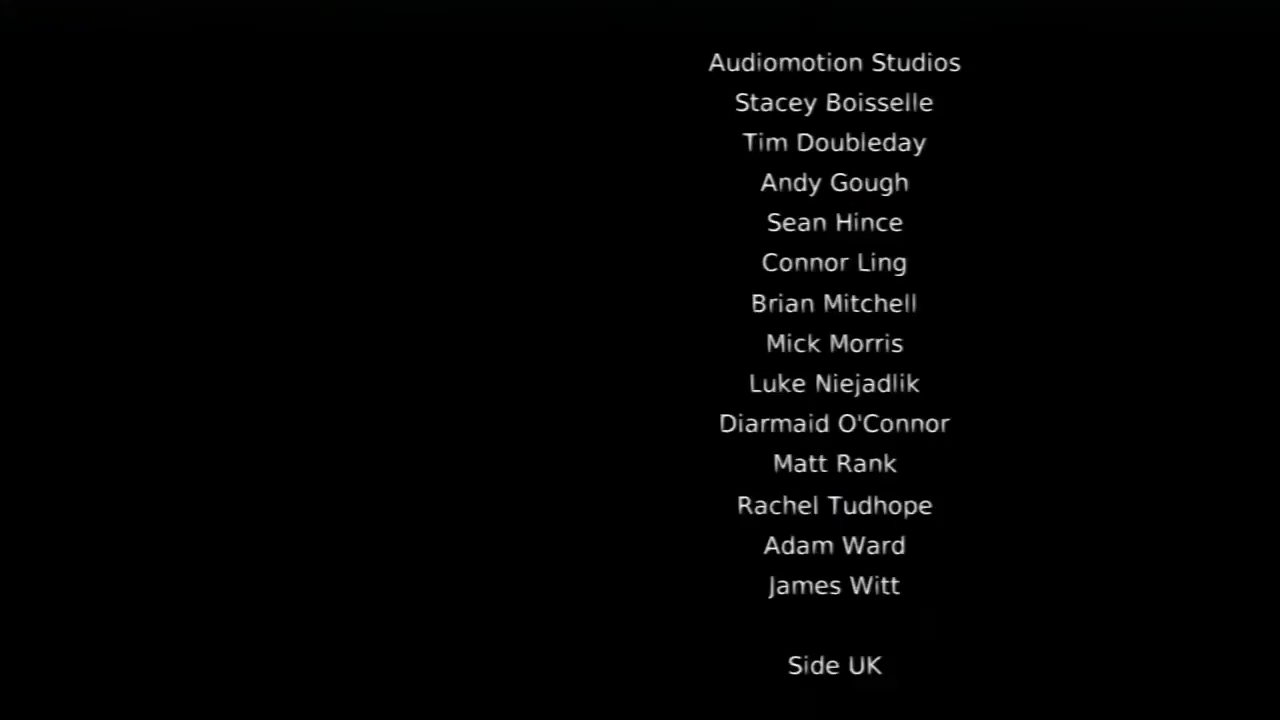 Audiomotion Studios
Stacey Boisselle
Tim Doubleday
Andy Gough
Sean Hince
Connor Ling
Brian Mitchell
Mick Morris
Luke Niejadlik
Diarmaid O'Connor
Matt Rank
Rachel Tudhope
Adam Ward
James Witt
Side UK